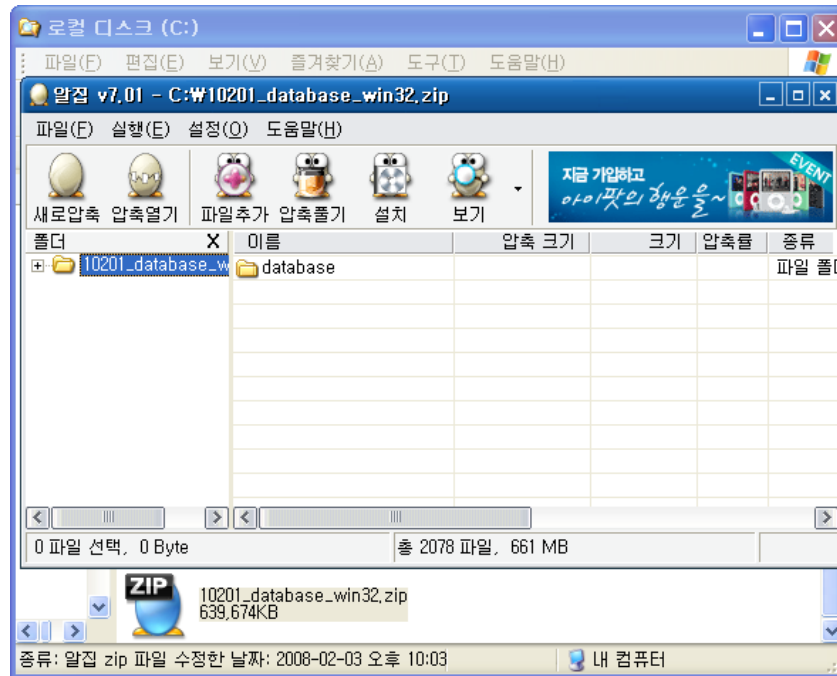 로컬 디스크 (C:)
파일(F) 편집(E) 보기(V) 즐겨찾기(A) 도구(T) 도움말(H)
알집 v7.01 - C:₩10201_database_win32.zip
파일(F) 실행(E) 설정(O) 도움말(H)
새로압축 압축열기 파일추가 압축풀기 설치 보기
지금 가입하고
아이팟의 행운을~
EVENT
폴더 X 이름 압축 크기 크기 압축률 종류
10201_database_w database 파일 폴더
0 파일 선택, 0 Byte 총 2078 파일, 661 MB
ZIP
10201_database_win32.zip
639,674KB
종류: 알집 zip 파일 수정한 날짜: 2008-02-03 오후 10:03 내 컴퓨터